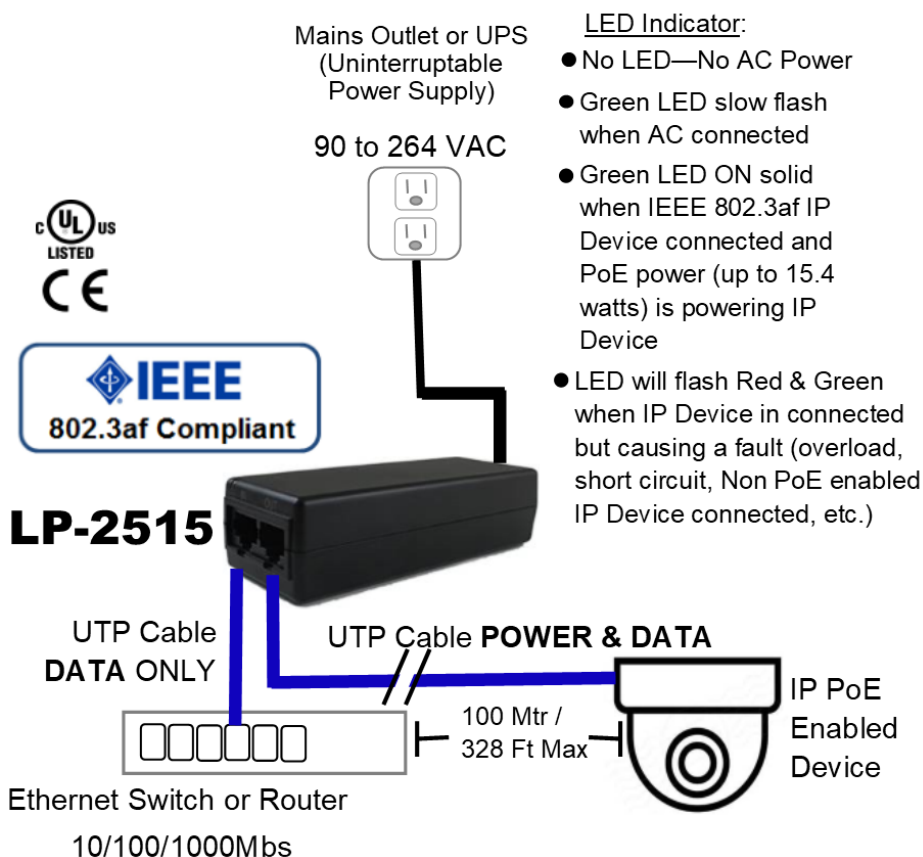 Mains Outlet or UPS
(Uninterruptable
Power Supply)
90 to 264 VAC
LED Indicator:
● No LED—No AC Power
● Green LED slow flash
when AC connected
● Green LED ON solid
when IEEE 802.3af IP
Device connected and
PoE power (up to 15.4
watts) is powering IP
Device
● LED will flash Red & Green
when IP Device in connected
but causing a fault (overload,
short circuit, Non PoE enabled
IP Device connected, etc.)
C UL US
LISTED
CE
IEEE
802.3af Compliant
LP-2515
UTP Cable
DATA ONLY
UTP Cable POWER & DATA
100 Mtr /
328 Ft Max
IP PoE
Enabled
Device
Ethernet Switch or Router
10/100/1000Mbs